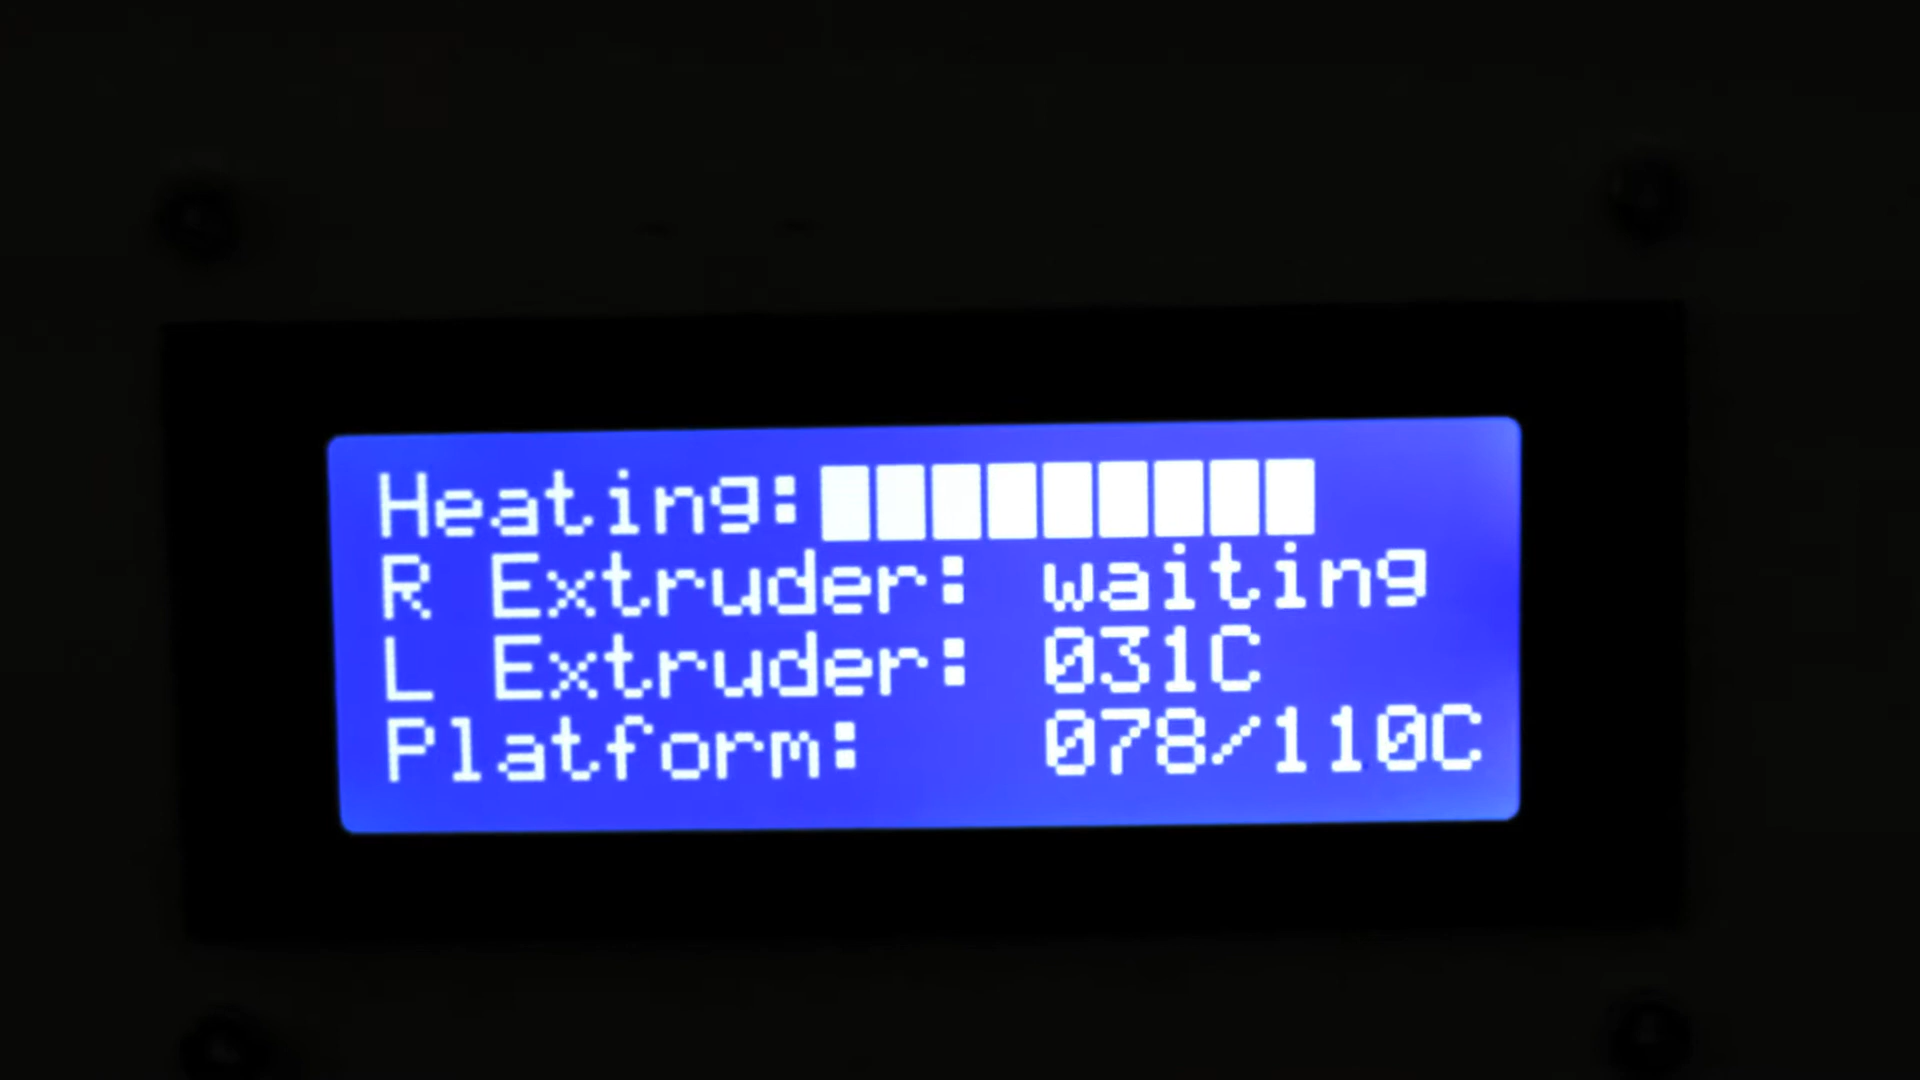 Heating:
R Extruder: waiting
L Extruder: 031C
Platform: 078/110C